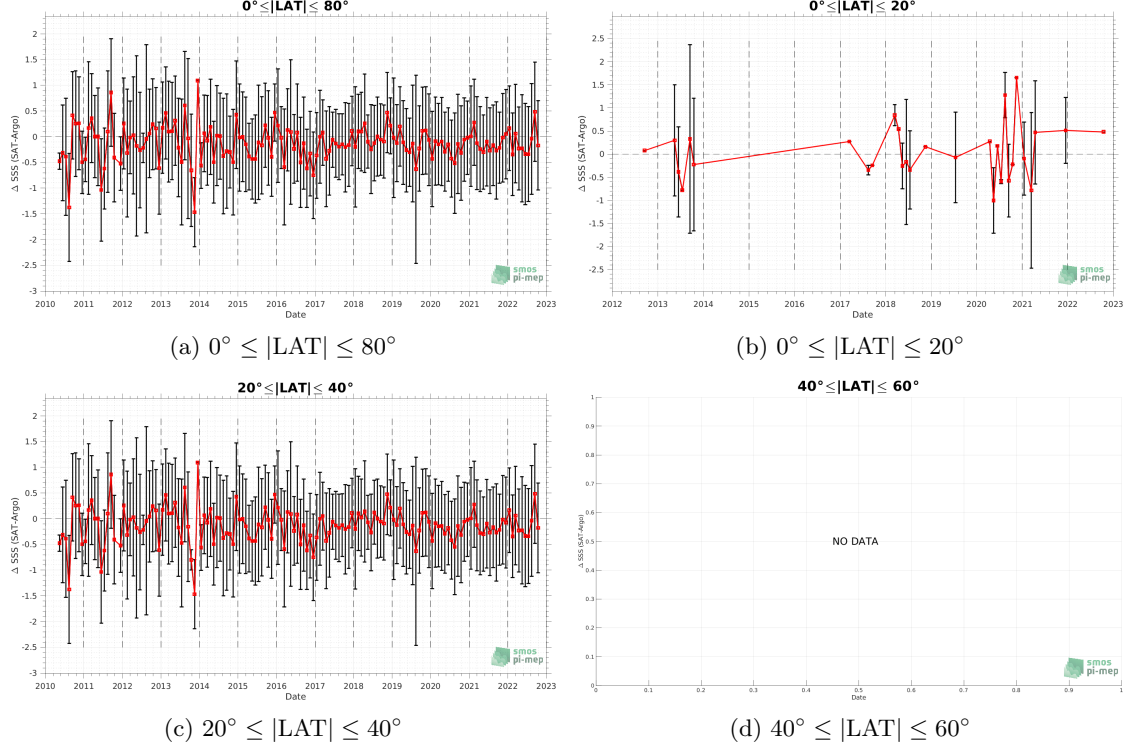 0°≤|LAT|≤ 80°
Δ SSS (SAT-Argo)
2
1.5
1
0.5
0
-0.5
-1
-1.5
-2
-2.5
-3
2010 2011 2012 2013 2014 2015 2016 2017 2018 2019 2020 2021 2022 2023
Date
smos
pi-mep
(a) 0° ≤ |LAT| ≤ 80°
0°≤|LAT|≤ 20°
Δ SSS (SAT-Argo)
2.5
2
1.5
1
0.5
0
-0.5
-1
-1.5
-2
-2.5
2012 2013 2014 2015 2016 2017 2018 2019 2020 2021 2022 2023
Date
smos
pi-mep
(b) 0° ≤ |LAT| ≤ 20°
20°≤|LAT|≤ 40°
Δ SSS (SAT-Argo)
2
1.5
1
0.5
0
-0.5
-1
-1.5
-2
-2.5
-3
2010 2011 2012 2013 2014 2015 2016 2017 2018 2019 2020 2021 2022 2023
Date
smos
pi-mep
(c) 20° ≤ |LAT| ≤ 40°
40°≤|LAT|≤ 60°
Δ SSS (SAT-Argo)
1
0.9
0.8
0.7
0.6
0.5
0.4
0.3
0.2
0.1
0
NO DATA
0 0.1 0.2 0.3 0.4 0.5 0.6 0.7 0.8 0.9 1
Date
smos
pi-mep
(d) 40° ≤ |LAT| ≤ 60°